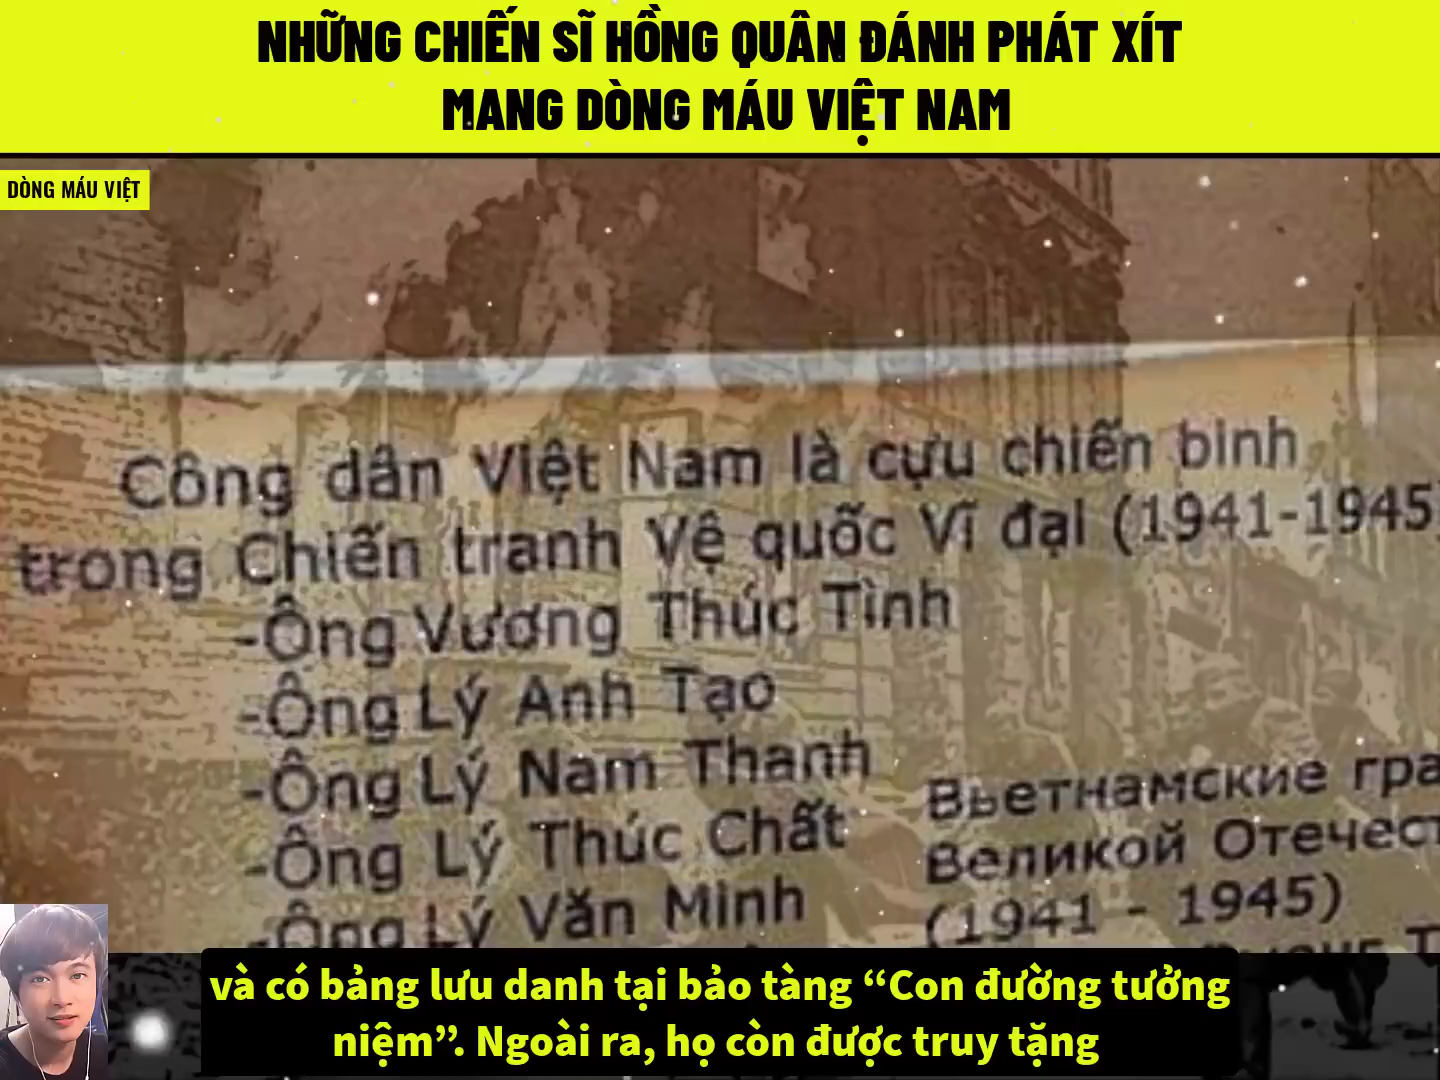 NHỮNG CHIẾN SĨ HỒNG QUÂN ĐÁNH PHÁT XÍT
MANG DÒNG MÁU VIỆT NAM
DÒNG MÁU VIỆT
Công dân Việt Nam là cựu chiến binh
trong Chiến tranh Vệ quốc Vĩ đại (1941-1945
-Ông Vương Thúc Tình
-Ông Lý Anh Tạo
-Ông Lý Nam Thanh
-Ông Lý Thúc Chất
-Ông Lý Văn Minh
Вьетнамские гра
Великой Отечест
(1941 - 1945)
và có bảng lưu danh tại bảo tàng “Con đường tưởng
niệm”. Ngoài ra, họ còn được truy tặng